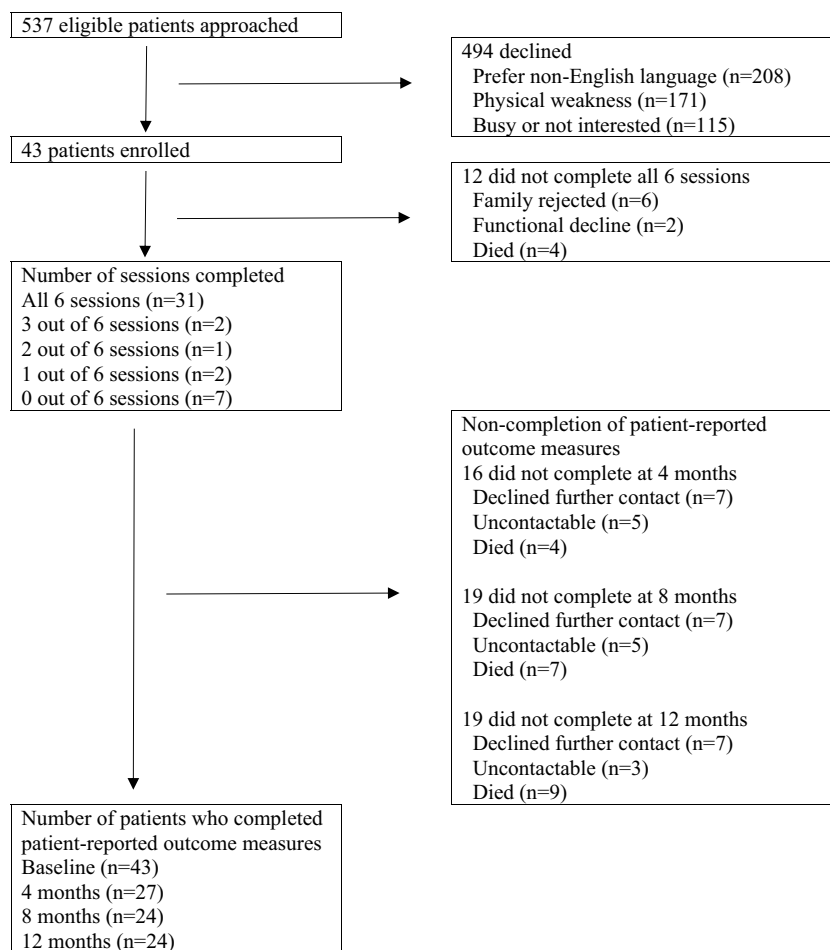 537 eligible patients approached
494 declined
Prefer non-English language (n=208)
Physical weakness (n=171)
Busy or not interested (n=115)
43 patients enrolled
12 did not complete all 6 sessions
Family rejected (n=6)
Functional decline (n=2)
Died (n=4)
Number of sessions completed
All 6 sessions (n=31)
3 out of 6 sessions (n=2)
2 out of 6 sessions (n=1)
1 out of 6 sessions (n=2)
0 out of 6 sessions (n=7)
Non-completion of patient-reported
outcome measures
16 did not complete at 4 months
Declined further contact (n=7)
Uncontactable (n=5)
Died (n=4)
19 did not complete at 8 months
Declined further contact (n=7)
Uncontactable (n=5)
Died (n=7)
19 did not complete at 12 months
Declined further contact (n=7)
Uncontactable (n=3)
Died (n=9)
Number of patients who completed
patient-reported outcome measures
Baseline (n=43)
4 months (n=27)
8 months (n=24)
12 months (n=24)